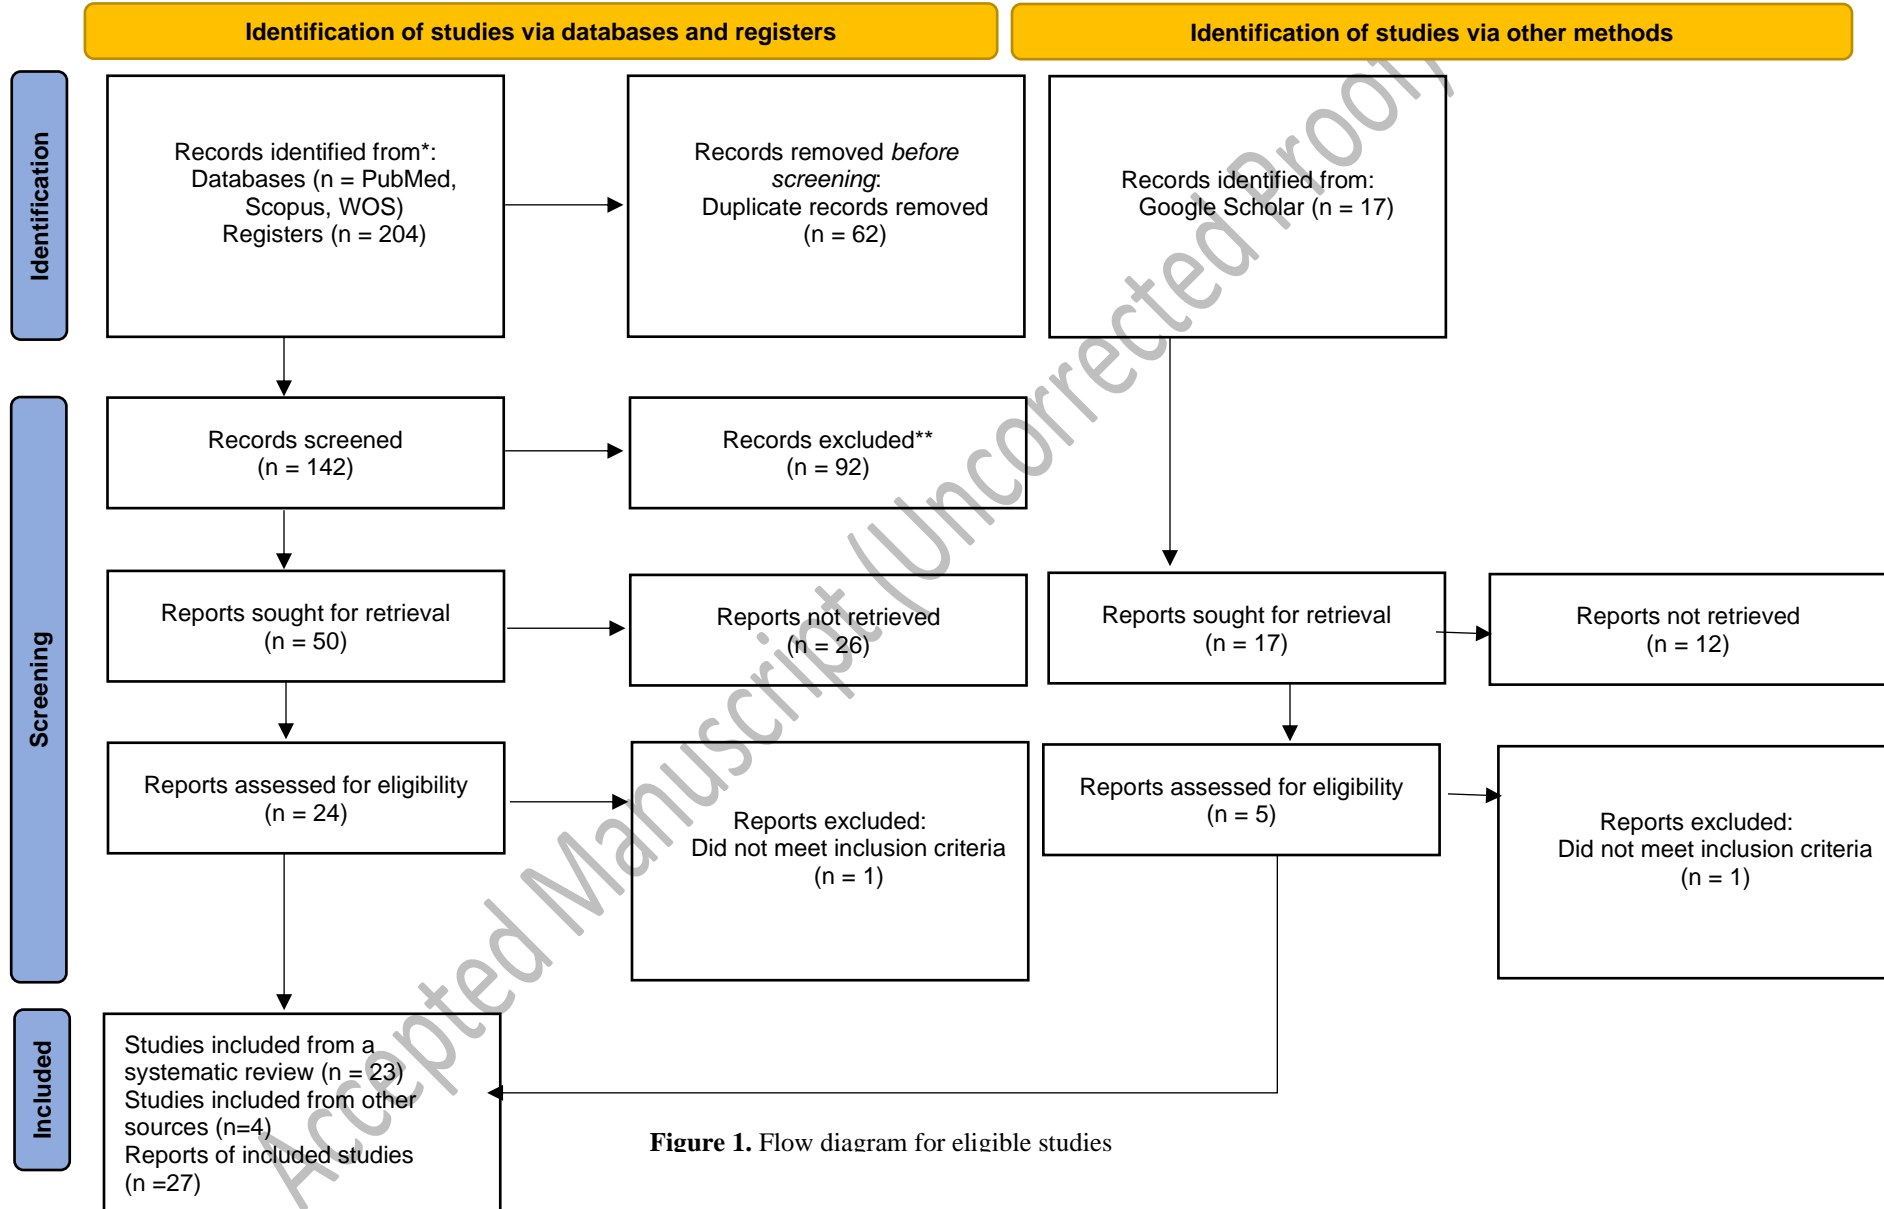 Identification of studies via databases and registers
Identification of studies via other methods
Identification
Records identified from*:
Databases (n = PubMed,
Scopus, WOS)
Registers (n = 204)
Records removed before
screening:
Duplicate records removed
(n = 62)
Records identified from:
Google Scholar (n = 17)
Screening
Records screened
(n = 142)
Records excluded**
(n = 92)
Reports sought for retrieval
(n = 50)
Reports not retrieved
(n = 26)
Reports sought for retrieval
(n = 17)
Reports not retrieved
(n = 12)
Reports assessed for eligibility
(n = 24)
Reports excluded:
Did not meet inclusion criteria
(n = 1)
Reports assessed for eligibility
(n = 5)
Reports excluded:
Did not meet inclusion criteria
(n = 1)
Included
Studies included from a
systematic review (n = 23)
Studies included from other
sources (n=4)
Reports of included studies
(n =27)
Figure 1. Flow diagram for eligible studies
Accepted Manuscript (Uncorrected Proof)